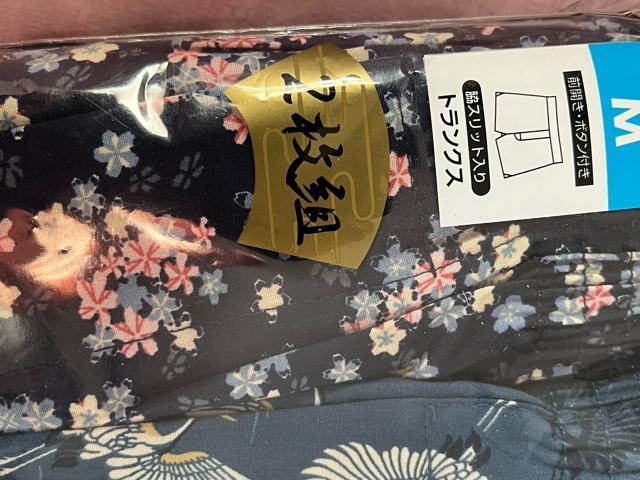 2枚組
M
前開き・ボタン付き
脇スリット入り
トランクス